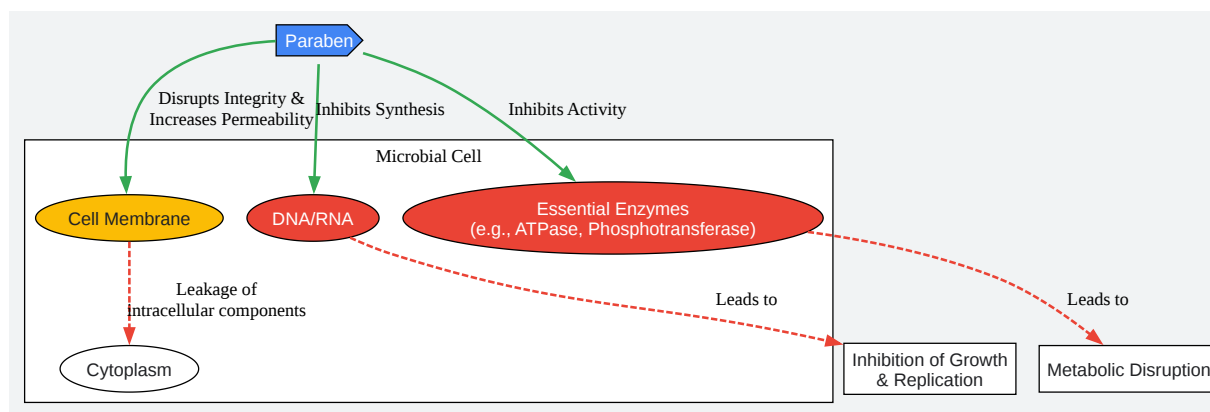 Paraben
Disrupts Integrity &
Increases Permeability
Inhibits Synthesis
Inhibits Activity
Microbial Cell
Cell Membrane
DNA/RNA
Essential Enzymes
(e.g., ATPase, Phosphotransferase)
Leakage of
intracellular components
Leads to
Leads to
Cytoplasm
Inhibition of Growth
& Replication
Metabolic Disruption